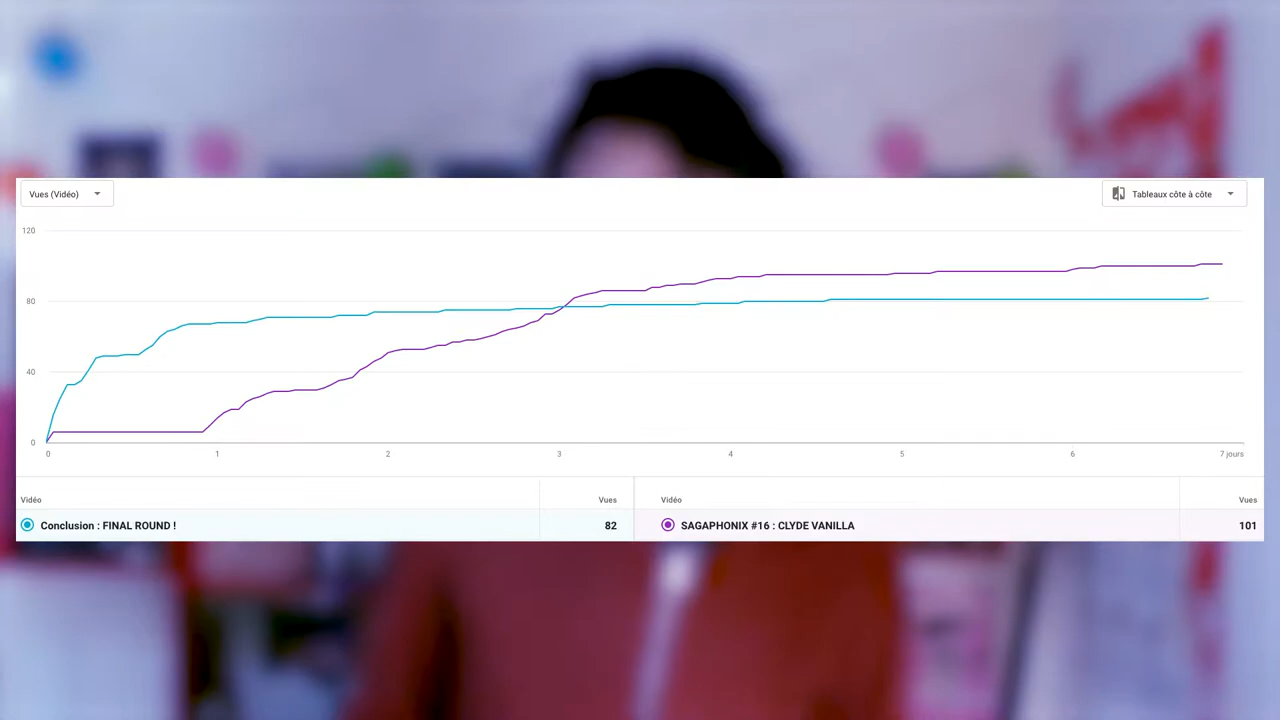 Vues (Vidéo)
Tableaux côte à côte
120
80
40
0
0 1 2 3 4 5 6 7 jours
Vidéo Vues Vidéo Vues
Conclusion : FINAL ROUND ! 82 SAGAPHONIX #16 : CLYDE VANILLA 101